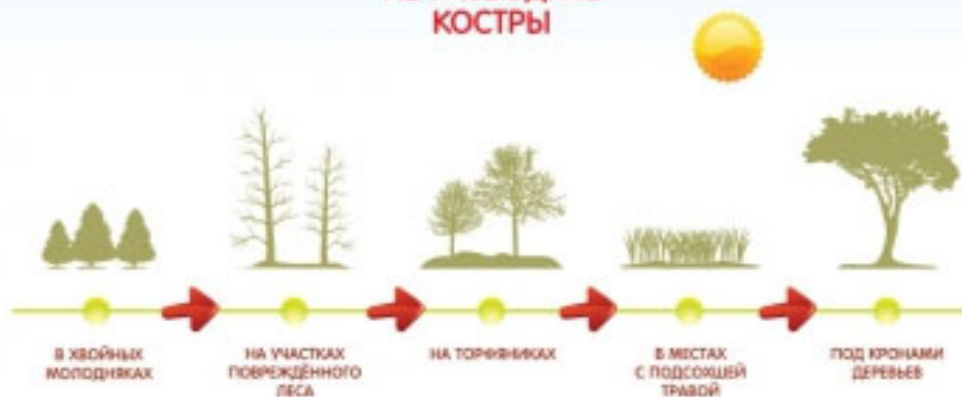 КОСТРЫ
В ХВОЙНЫХ
МОЛОДНЯКАХ
НА УЧАСТКАХ
ПОВРЕЖДЁННОГО
ЛЕСА
НА ТОРФЯНИКАХ
В МЕСТАХ
С ПОДСОХШЕЙ
ТРАВОЙ
ПОД КРОНАМИ
ДЕРЕВЬЕВ